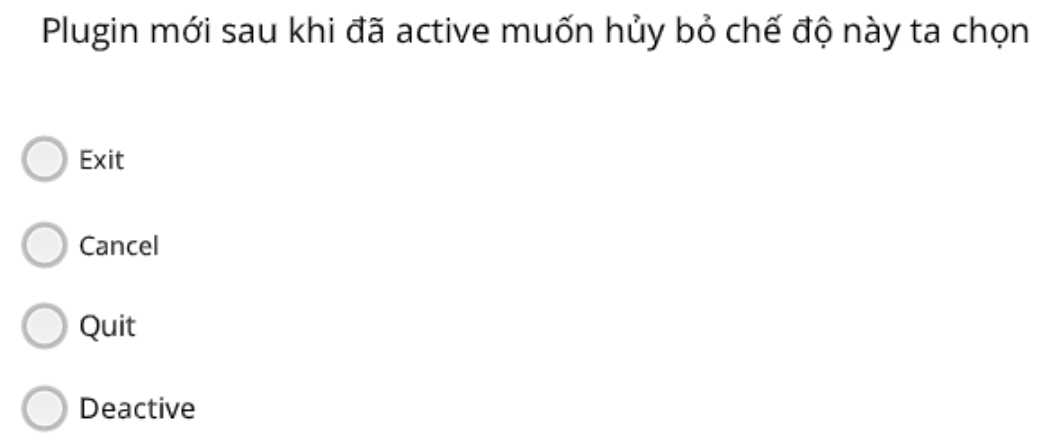 Plugin mới sau khi đã active muốn hủy bỏ chế độ này ta chọn
Exit
Cancel
Quit
Deactive